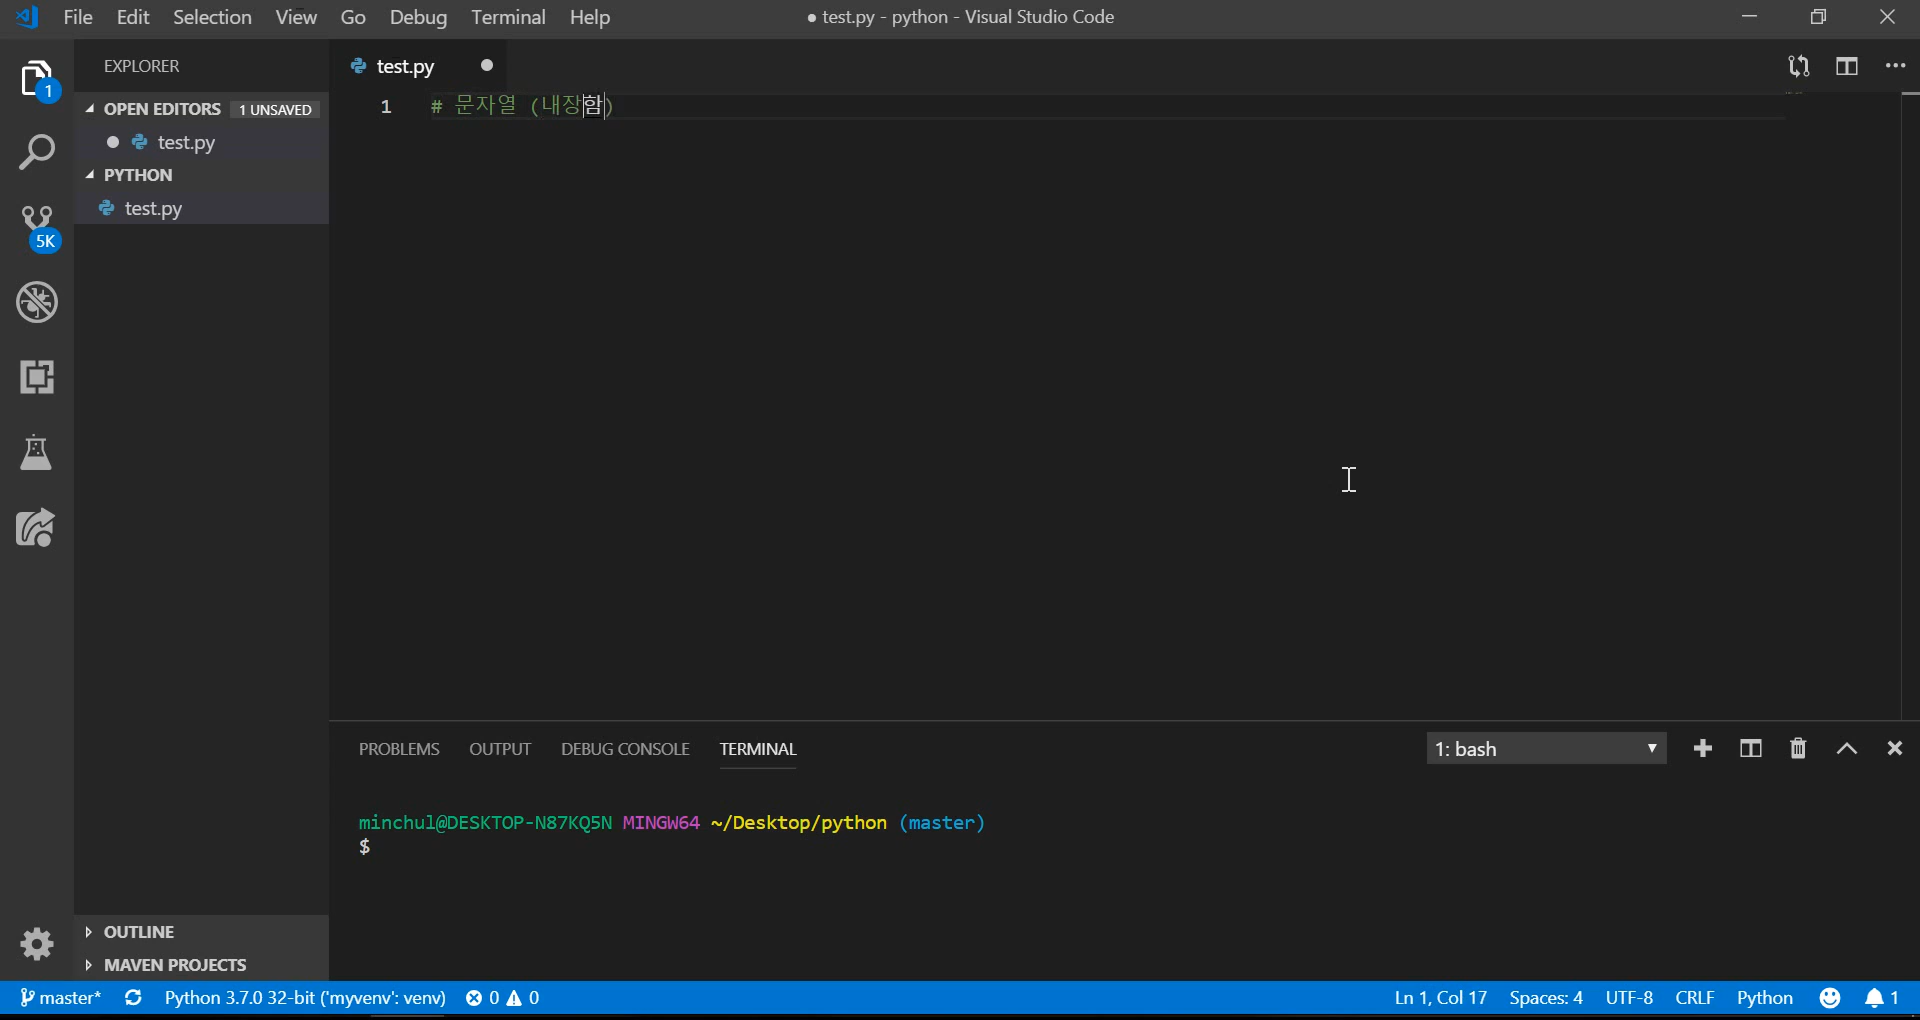 File Edit Selection View Go Debug Terminal Help
● test.py - python - Visual Studio Code
EXPLORER
1
OPEN EDITORS 1 UNSAVED
● test.py
PYTHON
test.py
5K
test.py ●
1 # 문자열 (내장함)
PROBLEMS OUTPUT DEBUG CONSOLE TERMINAL
1: bash
minchul@DESKTOP-N87KQ5N MINGW64 ~/Desktop/python (master)
$
OUTLINE
MAVEN PROJECTS
master* Python 3.7.0 32-bit ('myvenv': venv) 0 0
Ln 1, Col 17 Spaces: 4 UTF-8 CRLF Python 1